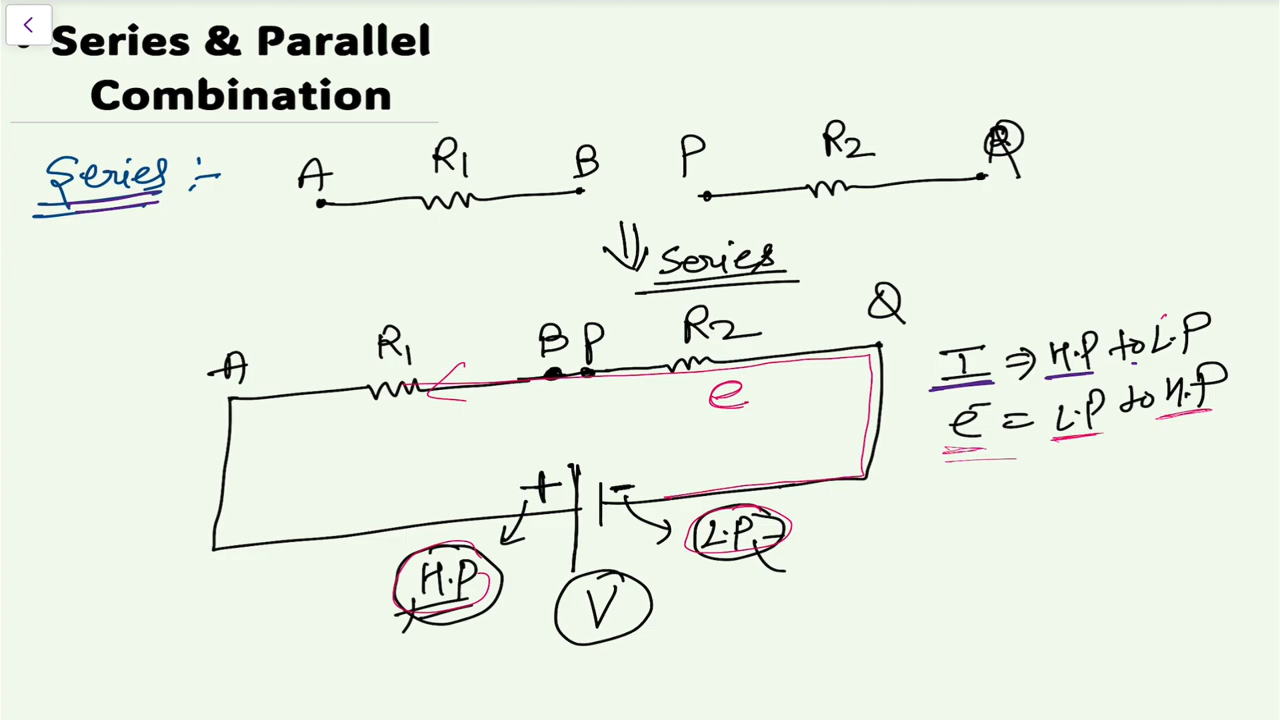 • Series & Parallel
Combination
Series :-
A R1 B P R2 Q
Series
A R1 B P R2 Q
I ⇒ H.P to L.P
e
e⁻ = L.P to H.P
+ -
H.P V L.P